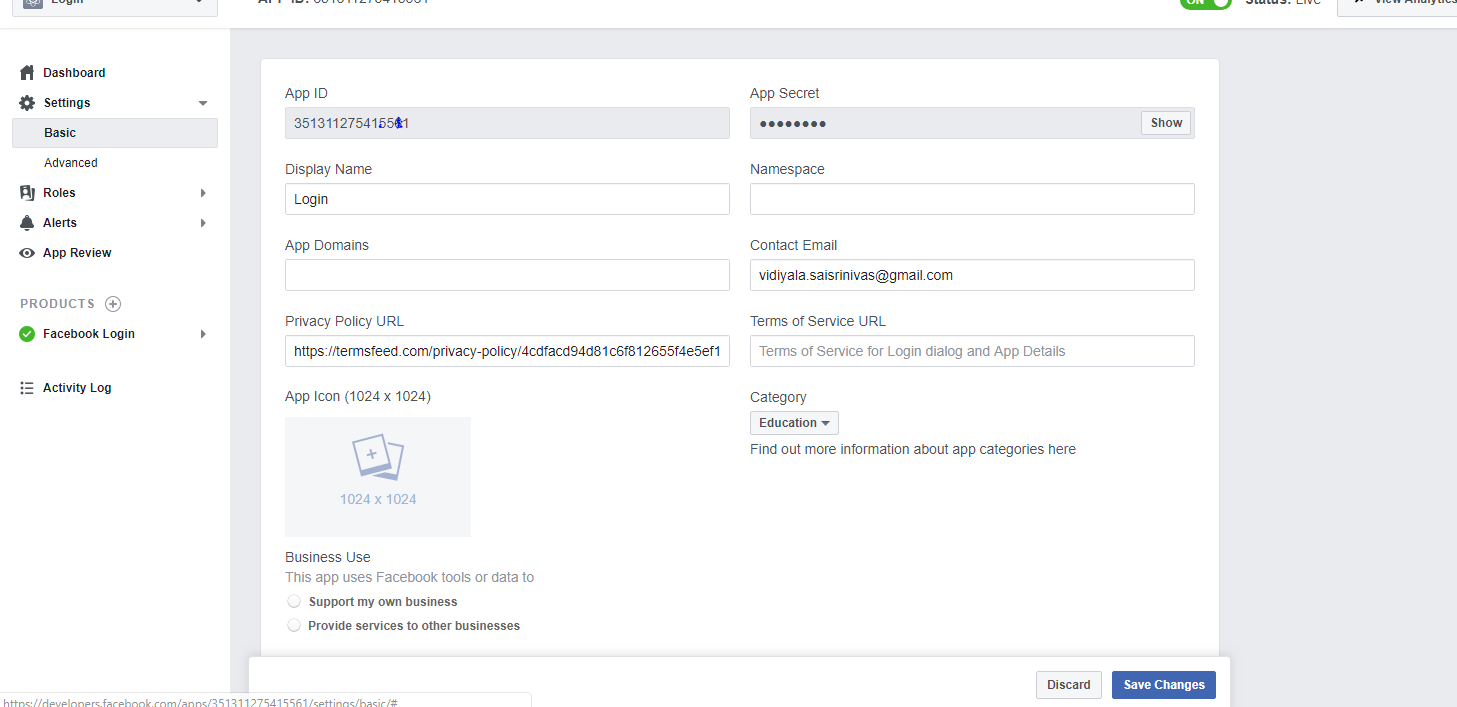 Login
APP ID: 351311275415561
ON
Status: Live
View Analytics
Dashboard
Settings
Basic
Advanced
Roles
Alerts
App Review
PRODUCTS
Facebook Login
Activity Log
App ID
App Secret
351311275415561
●●●●●●●●
Show
Display Name
Namespace
Login
App Domains
Contact Email
vidiyala.saisrinivas@gmail.com
Privacy Policy URL
Terms of Service URL
https://termsfeed.com/privacy-policy/4cdfacd94d81c6f812655f4e5ef1
Terms of Service for Login dialog and App Details
App Icon (1024 x 1024)
Category
Education
Find out more information about app categories here
1024 x 1024
Business Use
This app uses Facebook tools or data to
Support my own business
Provide services to other businesses
Discard
Save Changes
https://developers.facebook.com/apps/351311275415561/settings/basic/#